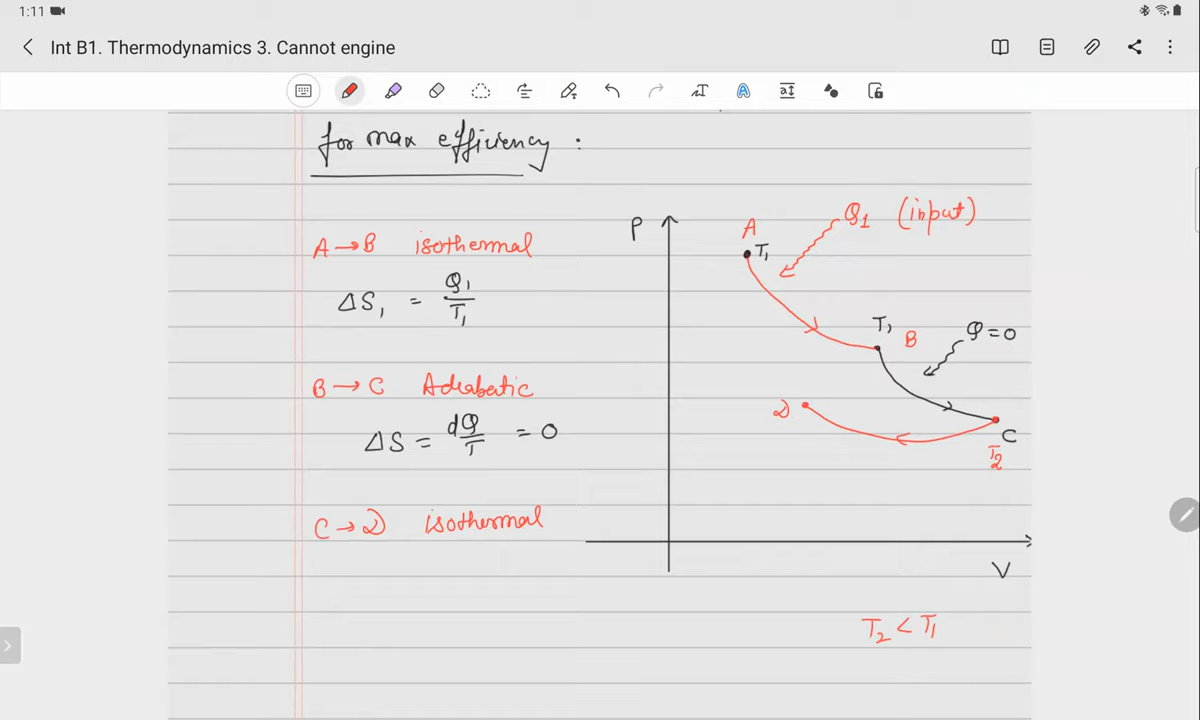 1:11
Int B1. Thermodynamics 3. Cannot engine
for max efficiency :
A → B isothermal
ΔS₁ = Q₁/T₁
B → C Adiabatic
ΔS = dQ/T = 0
C → D isothermal
P
A
T₁
Q₁ (input)
T₁ B
Q = 0
D
C
T₂
V
T₂ < T₁